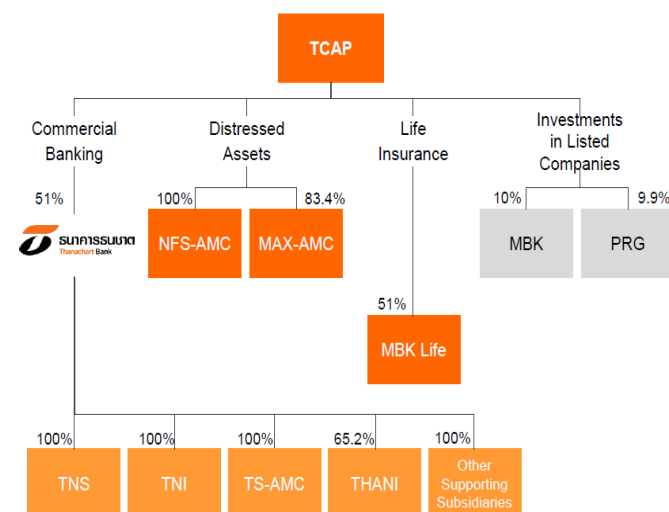 TCAP
Commercial
Banking
Distressed
Assets
Life
Insurance
Investments
in Listed
Companies
51%
100%
83.4%
10%
9.9%
ธนาคารธนชาต
Thanachart Bank
NFS-AMC
MAX-AMC
MBK
PRG
51%
MBK Life
100%
100%
100%
65.2%
100%
TNS
TNI
TS-AMC
THANI
Other
Supporting
Subsidiaries